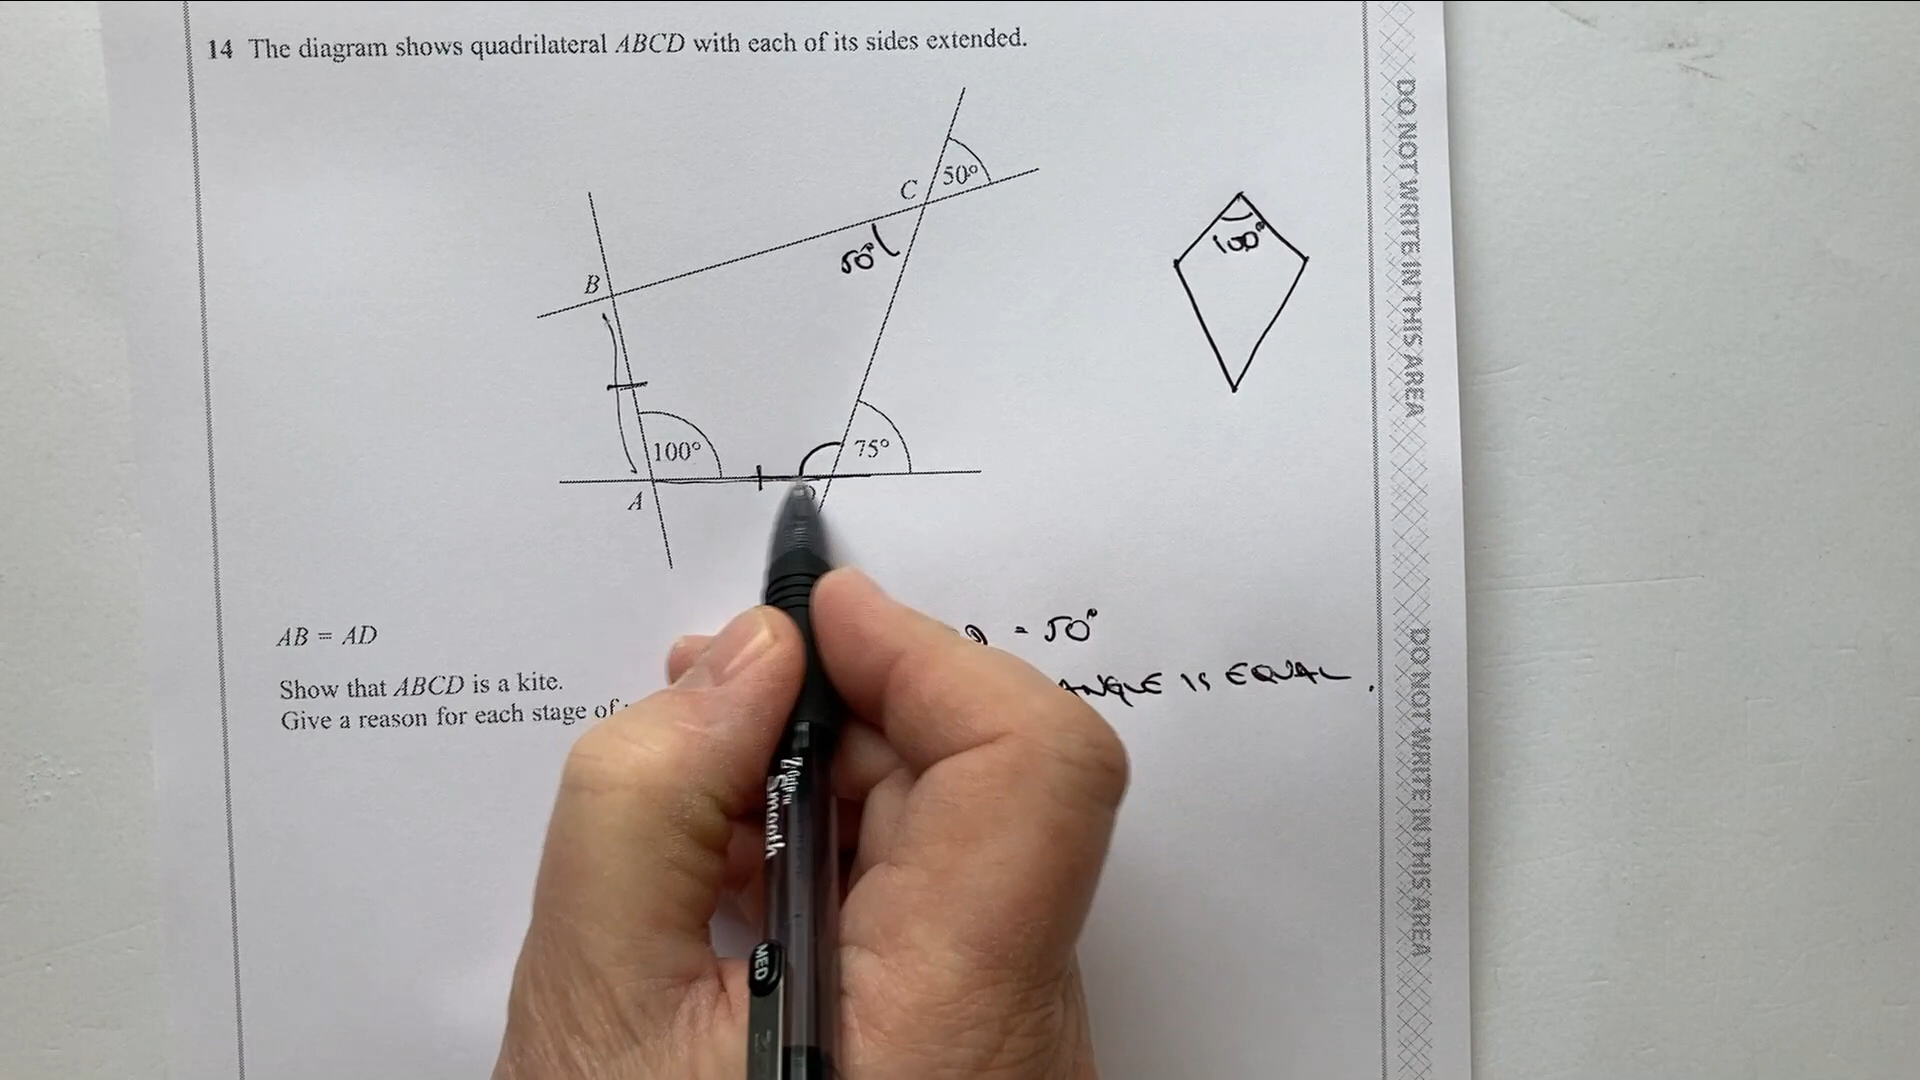 14 The diagram shows quadrilateral ABCD with each of its sides extended.
C
50°
50°
100°
B
100°
75°
A
AB = AD
= 50°
Show that ABCD is a kite.
ANGLE IS EQUAL.
Give a reason for each stage of
Smooth
MED
DO NOT WRITE IN THIS AREA
DO NOT WRITE IN THIS AREA